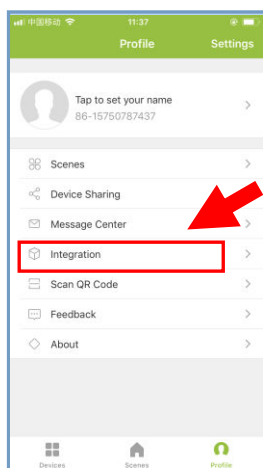 中国移动 11:37
Profile Settings
Tap to set your name
86-15750787437
Scenes
Device Sharing
Message Center
Integration
Scan QR Code
Feedback
About
Devices Scenes Profile